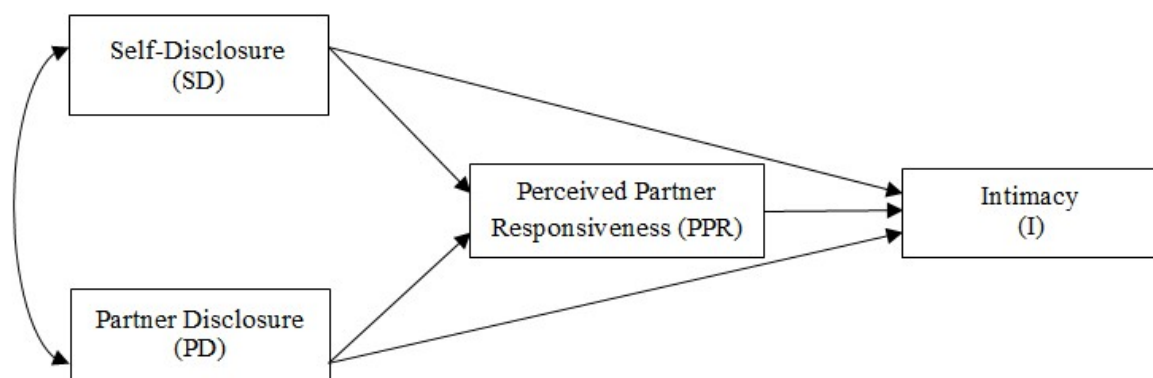 Self-Disclosure
(SD)
Perceived Partner
Responsiveness (PPR)
Intimacy
(I)
Partner Disclosure
(PD)